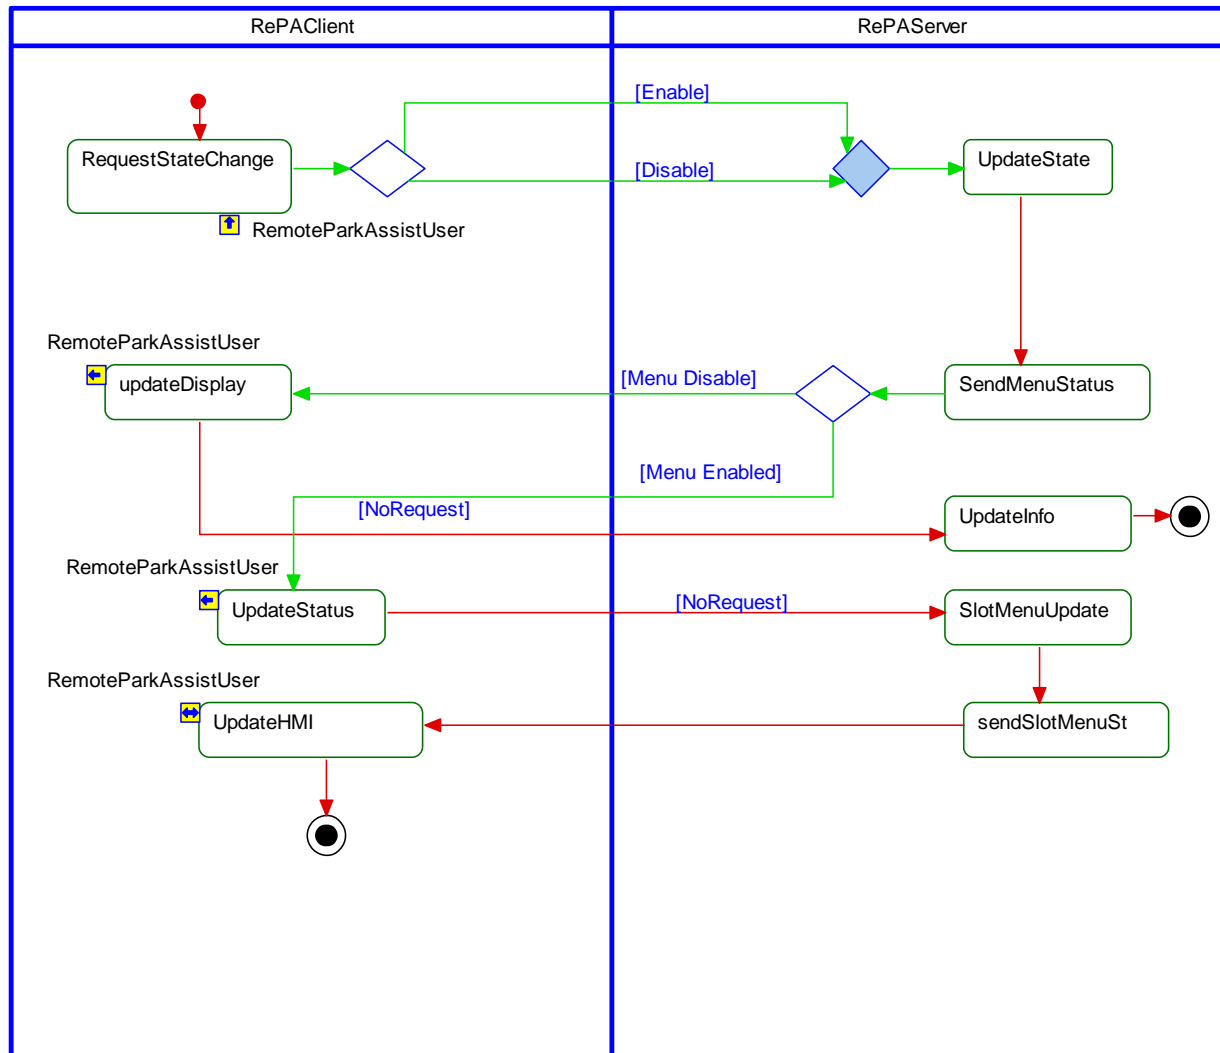 RePAClient
RePAServer
[Enable]
RequestStateChange
[Disable]
UpdateState
RemoteParkAssistUser
RemoteParkAssistUser
updateDisplay
[Menu Disable]
SendMenuStatus
[Menu Enabled]
[NoRequest]
UpdateInfo
RemoteParkAssistUser
UpdateStatus
[NoRequest]
SlotMenuUpdate
RemoteParkAssistUser
UpdateHMI
sendSlotMenuSt